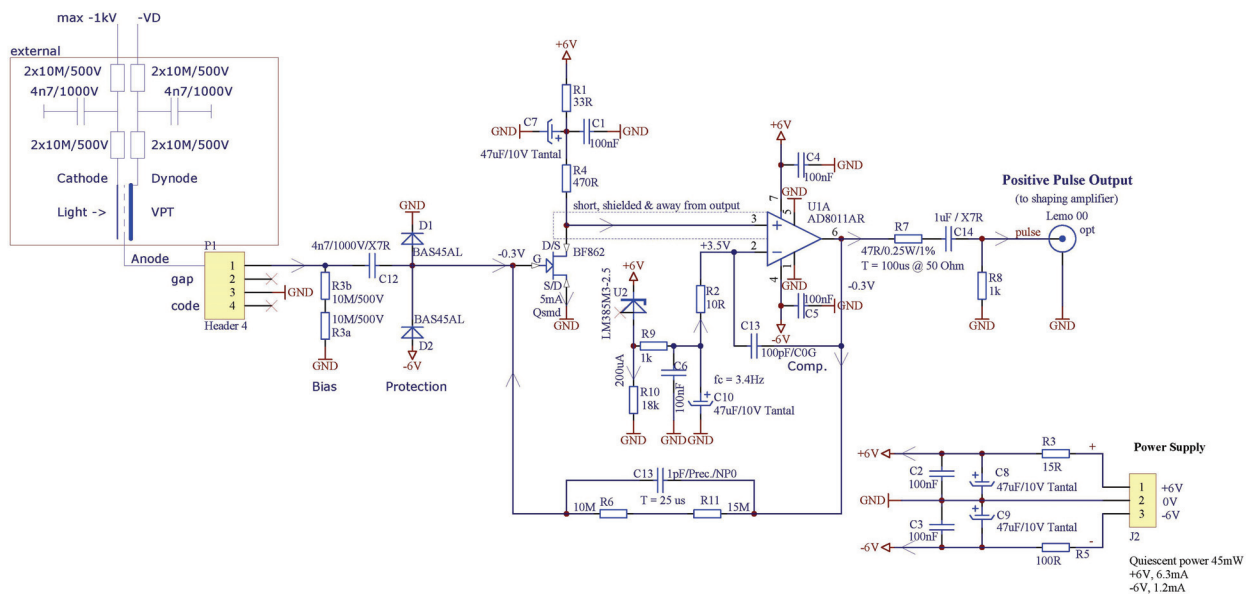 max -1kV
-VD
external
2x10M/500V
2x10M/500V
4n7/1000V
4n7/1000V
2x10M/500V
2x10M/500V
Cathode
Dynode
Light ->
VPT
Anode
P1
1
gap
2
3
GND
code
4
Header 4
R3b
10M/500V
10M/500V
R3a
GND
Bias
4n7/1000V/X7R
C12
GND
D1
BAS45AL
BAS45AL
D2
-6V
Protection
-0.3V
+6V
R1
33R
C7
GND
C1
GND
100nF
47uF/10V Tantal
R4
470R
short, shielded & away from output
D/S
G
BF862
S/D
5mA
Qsmd
GND
+6V
U2
LM385M3-2.5
200uA
R9
1k
R10
18k
GND
C6
100nF
GND
+3.5V
R2
10R
fc = 3.4Hz
C10
47uF/10V Tantal
GND
+6V
C4
GND
100nF
7
GND
5
U1A
AD8011AR
3
2
6
4
1
GND
100nF
GND
C5
-6V
C13
100pF/C0G
Comp.
-0.3V
R7
47R/0.25W/1%
T = 100us @ 50 Ohm
1uF / X7R
C14
R8
1k
GND
Positive Pulse Output
(to shaping amplifier)
Lemo 00
opt
pulse
GND
C13
1pF/Prec./NP0
T = 25 us
10M
R6
R11
15M
Power Supply
+6V
R3
15R
+
C2
100nF
C8
47uF/10V Tantal
GND
1
+6V
2
0V
3
-6V
C3
100nF
C9
47uF/10V Tantal
-6V
100R
R5
-
J2
Quiescent power 45mW
+6V, 6.3mA
-6V, 1.2mA